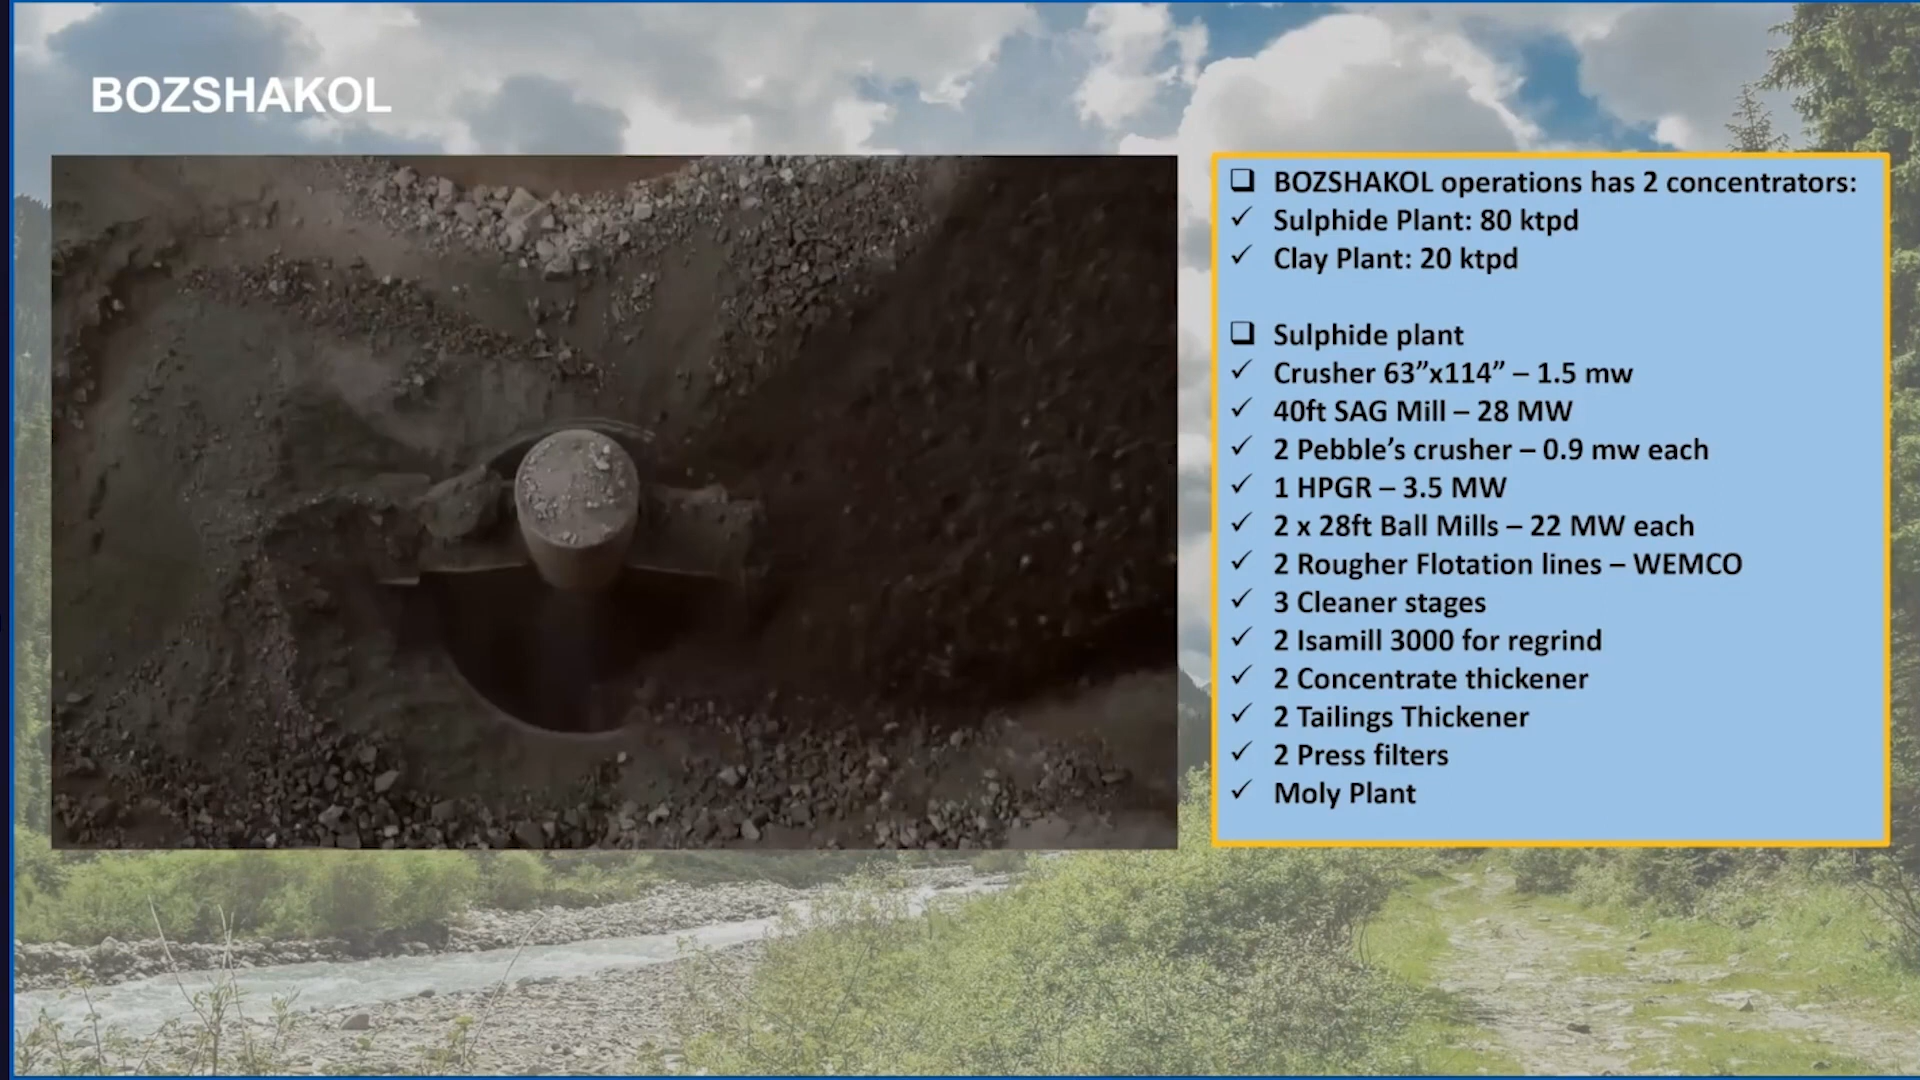 BOZSHAKOL
❑ BOZSHAKOL operations has 2 concentrators:
✓ Sulphide Plant: 80 ktpd
✓ Clay Plant: 20 ktpd
❑ Sulphide plant
✓ Crusher 63”x114” – 1.5 mw
✓ 40ft SAG Mill – 28 MW
✓ 2 Pebble’s crusher – 0.9 mw each
✓ 1 HPGR – 3.5 MW
✓ 2 x 28ft Ball Mills – 22 MW each
✓ 2 Rougher Flotation lines – WEMCO
✓ 3 Cleaner stages
✓ 2 Isamill 3000 for regrind
✓ 2 Concentrate thickener
✓ 2 Tailings Thickener
✓ 2 Press filters
✓ Moly Plant